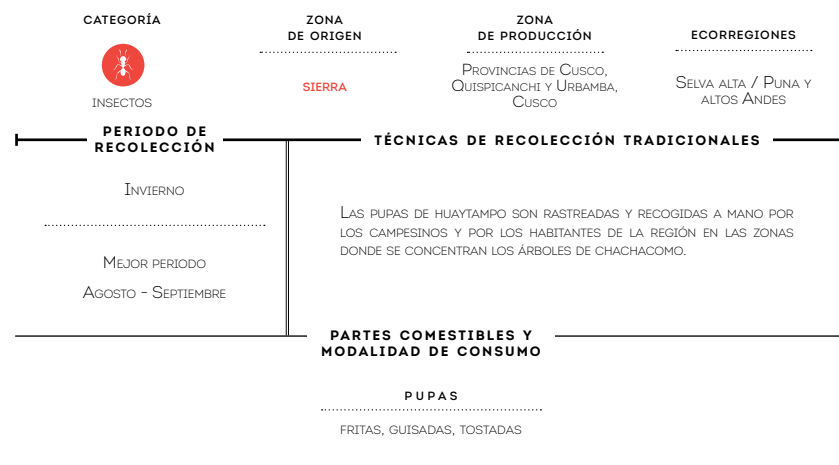 CATEGORÍA
INSECTOS
ZONA
DE ORIGEN
SIERRA
ZONA
DE PRODUCCIÓN
Provincias de Cusco,
Quispicanchi y Urbamba,
Cusco
ECORREGIONES
Selva alta / Puna y
altos Andes
PERIODO DE
RECOLECCIÓN
Invierno
Mejor periodo
Agosto - Septiembre
TÉCNICAS DE RECOLECCIÓN TRADICIONALES
Las pupas de huaytampo son rastreadas y recogidas a mano por
los campesinos y por los habitantes de la región en las zonas
donde se concentran los árboles de chachacomo.
PARTES COMESTIBLES Y
MODALIDAD DE CONSUMO
PUPAS
fritas, guisadas, tostadas